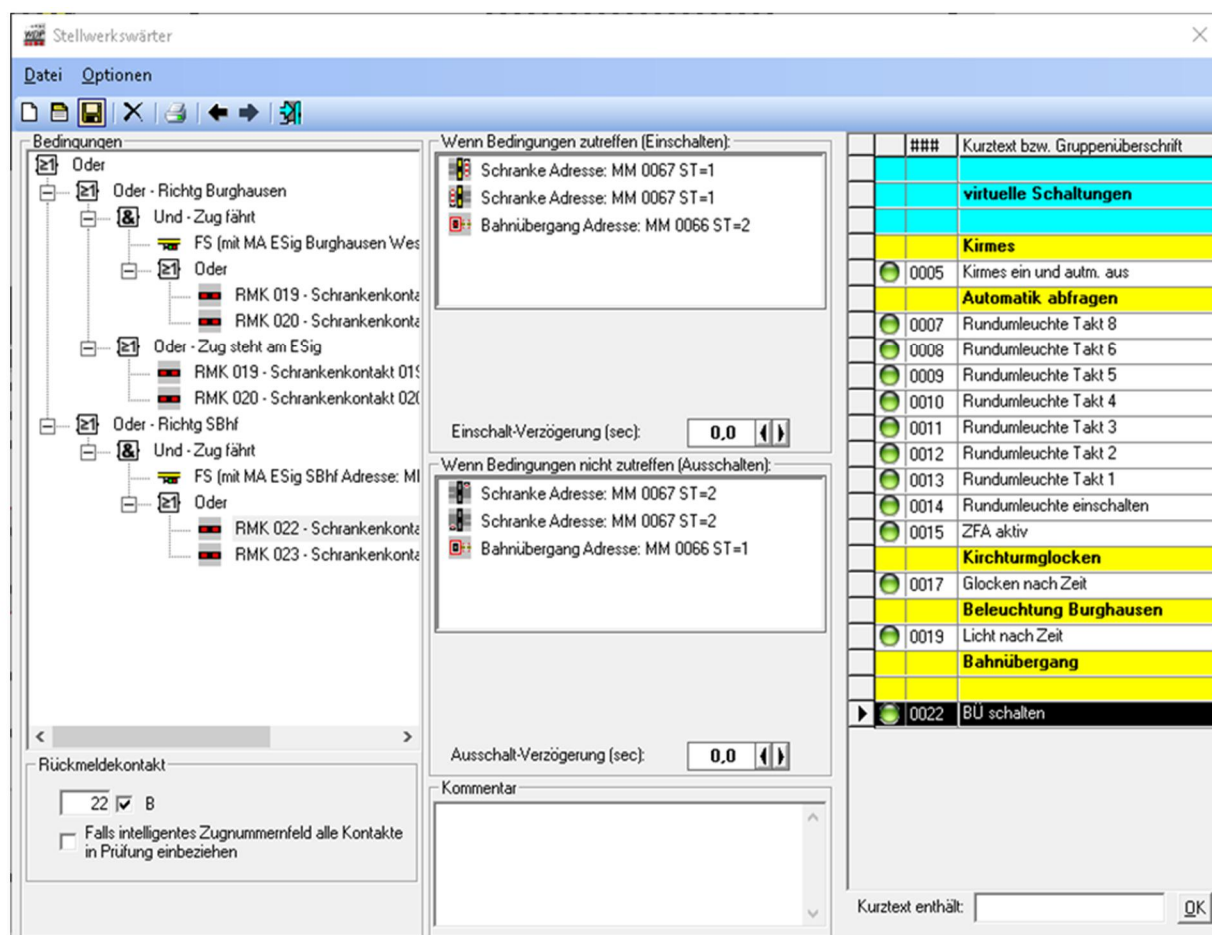 Stellwerkswärter
Datei Optionen
Bedingungen
≥1 Oder
≥1 Oder - Richtg Burghausen
& Und - Zug fährt
FS (mit MA ESig Burghausen Wes
≥1 Oder
RMK 019 - Schrankenkonta
RMK 020 - Schrankenkonta
≥1 Oder - Zug steht am ESig
RMK 019 - Schrankenkontakt 019
RMK 020 - Schrankenkontakt 020
≥1 Oder - Richtg SBhf
& Und - Zug fährt
FS (mit MA ESig SBhf Adresse: MI
≥1 Oder
RMK 022 - Schrankenkonta
RMK 023 - Schrankenkonta
Rückmeldekontakt
22 B
Falls intelligentes Zugnummernfeld alle Kontakte
in Prüfung einbeziehen
Wenn Bedingungen zutreffen (Einschalten):
Schranke Adresse: MM 0067 ST=1
Schranke Adresse: MM 0067 ST=1
Bahnübergang Adresse: MM 0066 ST=2
Einschalt-Verzögerung (sec): 0,0
Wenn Bedingungen nicht zutreffen (Ausschalten):
Schranke Adresse: MM 0067 ST=2
Schranke Adresse: MM 0067 ST=2
Bahnübergang Adresse: MM 0066 ST=1
Ausschalt-Verzögerung (sec): 0,0
Kommentar
### Kurztext bzw. Gruppenüberschrift
virtuelle Schaltungen
Kirmes
0005 Kirmes ein und autm. aus
Automatik abfragen
0007 Rundumleuchte Takt 8
0008 Rundumleuchte Takt 6
0009 Rundumleuchte Takt 5
0010 Rundumleuchte Takt 4
0011 Rundumleuchte Takt 3
0012 Rundumleuchte Takt 2
0013 Rundumleuchte Takt 1
0014 Rundumleuchte einschalten
0015 ZFA aktiv
Kirchturmglocken
0017 Glocken nach Zeit
Beleuchtung Burghausen
0019 Licht nach Zeit
Bahnübergang
0022 BÜ schalten
Kurztext enthält: OK